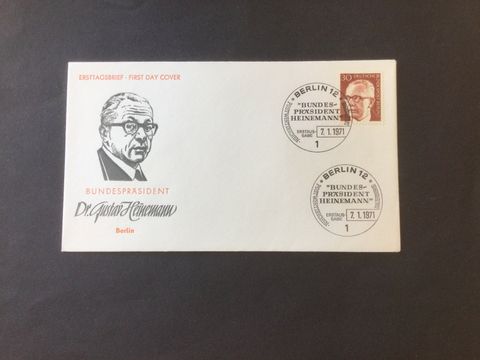 ERSTTAGSBRIEF · FIRST DAY COVER
BUNDESPRÄSIDENT
Dr. Gustav Heinemann
Berlin
BERLIN 12
"BUNDES-
PRÄSIDENT
HEINEMANN"
ERSTAUS-
GABE
7.1.1971
1
30
DEUTSCHE
BERLIN 12
"BUNDES-
PRÄSIDENT
HEINEMANN"
ERSTAUS-
GABE
7.1.1971
1